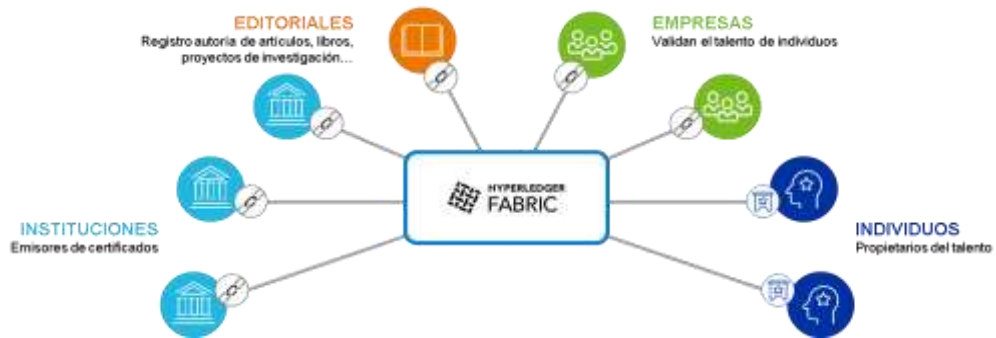 EDITORIALES
Registro autoría de artículos, libros,
proyectos de investigación...
EMPRESAS
Validan el talento de individuos
HYPERLEDGER
FABRIC
INSTITUCIONES
Emisores de certificados
INDIVIDUOS
Propietarios del talento